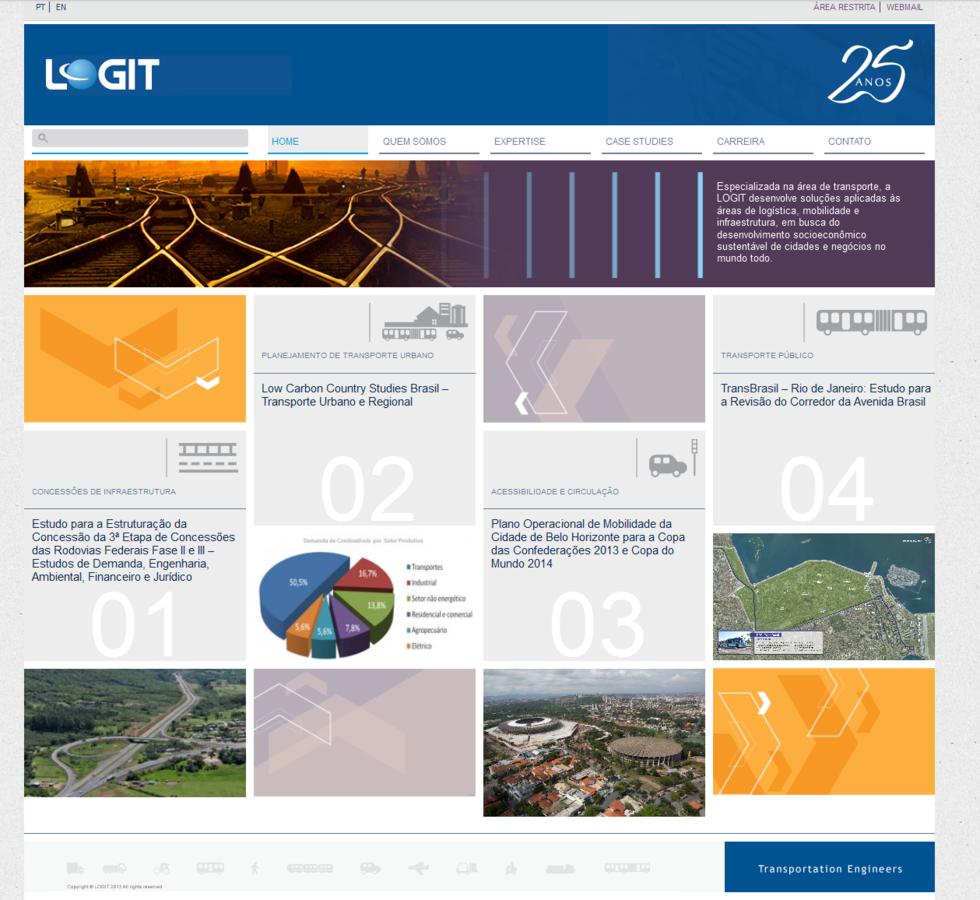 PT | EN
ÁREA RESTRITA | WEBMAIL
LOGIT
25
ANOS
HOME
QUEM SOMOS
EXPERTISE
CASE STUDIES
CARREIRA
CONTATO
Especializada na área de transporte, a
LOGIT desenvolve soluções aplicadas às
áreas de logística, mobilidade e
infraestrutura, em busca do
desenvolvimento socioeconômico
sustentável de cidades e negócios no
mundo todo.
CONCESSÕES DE INFRAESTRUTURA
Estudo para a Estruturação da
Concessão da 3ª Etapa de Concessões
das Rodovias Federais Fase II e III –
Estudos de Demanda, Engenharia,
Ambiental, Financeiro e Jurídico
01
PLANEJAMENTO DE TRANSPORTE URBANO
Low Carbon Country Studies Brasil –
Transporte Urbano e Regional
02
Demanda de Combustíveis por Setor Produtivo
50,5%
16,7%
13,8%
7,8%
5,6%
5,6%
Transportes
Industrial
Setor não energético
Residencial e comercial
Agropecuário
Elétrico
ACESSIBILIDADE E CIRCULAÇÃO
Plano Operacional de Mobilidade da
Cidade de Belo Horizonte para a Copa
das Confederações 2013 e Copa do
Mundo 2014
03
TRANSPORTE PÚBLICO
TransBrasil – Rio de Janeiro: Estudo para
a Revisão do Corredor da Avenida Brasil
04
Copyright © LOGIT 2013 All rights reserved.
Transportation Engineers